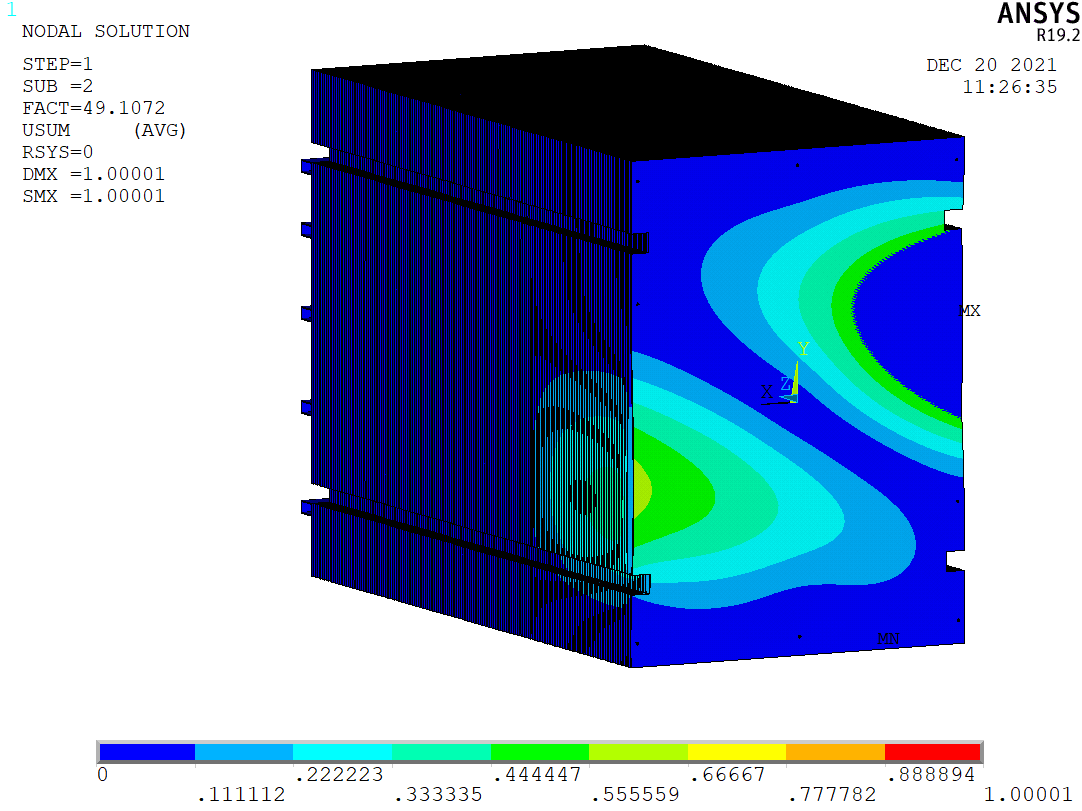 1
NODAL SOLUTION
STEP=1
SUB =2
FACT=49.1072
USUM (AVG)
RSYS=0
DMX =1.00001
SMX =1.00001
ANSYS
R19.2
DEC 20 2021
11:26:35
MX
Y
Z
X
MN
0 .222223 .444447 .66667 .888894
.111112 .333335 .555559 .777782 1.00001